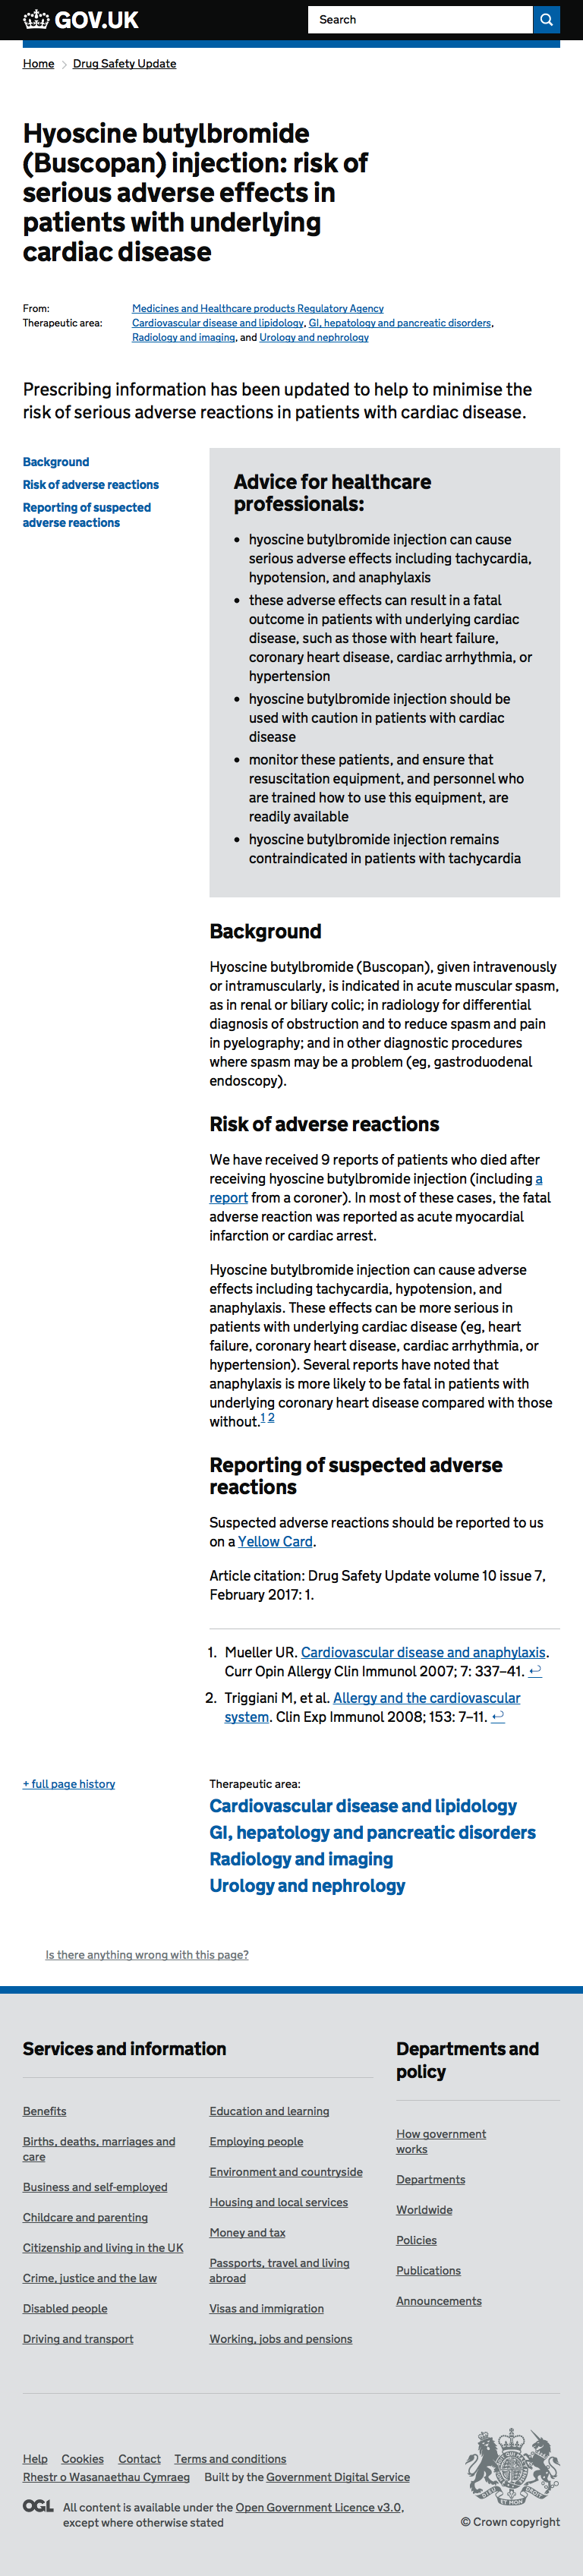 GOV.UK
Search
Home > Drug Safety Update
Hyoscine butylbromide
(Buscopan) injection: risk of
serious adverse effects in
patients with underlying
cardiac disease
From: Medicines and Healthcare products Regulatory Agency
Therapeutic area: Cardiovascular disease and lipidology, GI, hepatology and pancreatic disorders,
Radiology and imaging, and Urology and nephrology
Prescribing information has been updated to help to minimise the
risk of serious adverse reactions in patients with cardiac disease.
Background
Risk of adverse reactions
Reporting of suspected
adverse reactions
Advice for healthcare
professionals:
• hyoscine butylbromide injection can cause
serious adverse effects including tachycardia,
hypotension, and anaphylaxis
• these adverse effects can result in a fatal
outcome in patients with underlying cardiac
disease, such as those with heart failure,
coronary heart disease, cardiac arrhythmia, or
hypertension
• hyoscine butylbromide injection should be
used with caution in patients with cardiac
disease
• monitor these patients, and ensure that
resuscitation equipment, and personnel who
are trained how to use this equipment, are
readily available
• hyoscine butylbromide injection remains
contraindicated in patients with tachycardia
Background
Hyoscine butylbromide (Buscopan), given intravenously
or intramuscularly, is indicated in acute muscular spasm,
as in renal or biliary colic; in radiology for differential
diagnosis of obstruction and to reduce spasm and pain
in pyelography; and in other diagnostic procedures
where spasm may be a problem (eg, gastroduodenal
endoscopy).
Risk of adverse reactions
We have received 9 reports of patients who died after
receiving hyoscine butylbromide injection (including a
report from a coroner). In most of these cases, the fatal
adverse reaction was reported as acute myocardial
infarction or cardiac arrest.
Hyoscine butylbromide injection can cause adverse
effects including tachycardia, hypotension, and
anaphylaxis. These effects can be more serious in
patients with underlying cardiac disease (eg, heart
failure, coronary heart disease, cardiac arrhythmia, or
hypertension). Several reports have noted that
anaphylaxis is more likely to be fatal in patients with
underlying coronary heart disease compared with those
without.1 2
Reporting of suspected adverse
reactions
Suspected adverse reactions should be reported to us
on a Yellow Card.
Article citation: Drug Safety Update volume 10 issue 7,
February 2017: 1.
1. Mueller UR. Cardiovascular disease and anaphylaxis.
Curr Opin Allergy Clin Immunol 2007; 7: 337–41. ↩
2. Triggiani M, et al. Allergy and the cardiovascular
system. Clin Exp Immunol 2008; 153: 7–11. ↩
+ full page history
Therapeutic area:
Cardiovascular disease and lipidology
GI, hepatology and pancreatic disorders
Radiology and imaging
Urology and nephrology
Is there anything wrong with this page?
Services and information
Benefits
Births, deaths, marriages and
care
Business and self-employed
Childcare and parenting
Citizenship and living in the UK
Crime, justice and the law
Disabled people
Driving and transport
Education and learning
Employing people
Environment and countryside
Housing and local services
Money and tax
Passports, travel and living
abroad
Visas and immigration
Working, jobs and pensions
Departments and
policy
How government
works
Departments
Worldwide
Policies
Publications
Announcements
Help Cookies Contact Terms and conditions
Rhestr o Wasanaethau Cymraeg Built by the Government Digital Service
OGL All content is available under the Open Government Licence v3.0,
except where otherwise stated
© Crown copyright